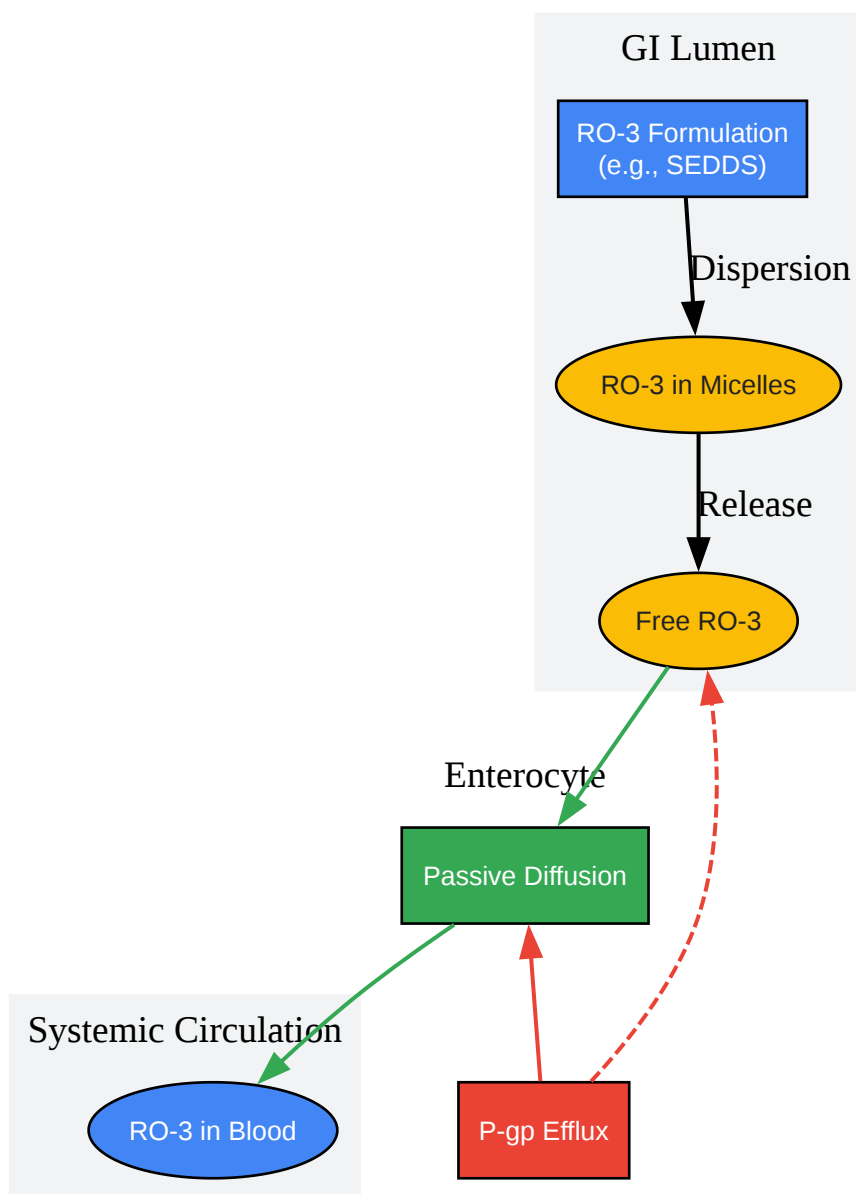 GI Lumen
RO-3 Formulation
(e.g., SEDDS)
Dispersion
RO-3 in Micelles
Release
Free RO-3
Enterocyte
Passive Diffusion
Systemic Circulation
RO-3 in Blood
P-gp Efflux